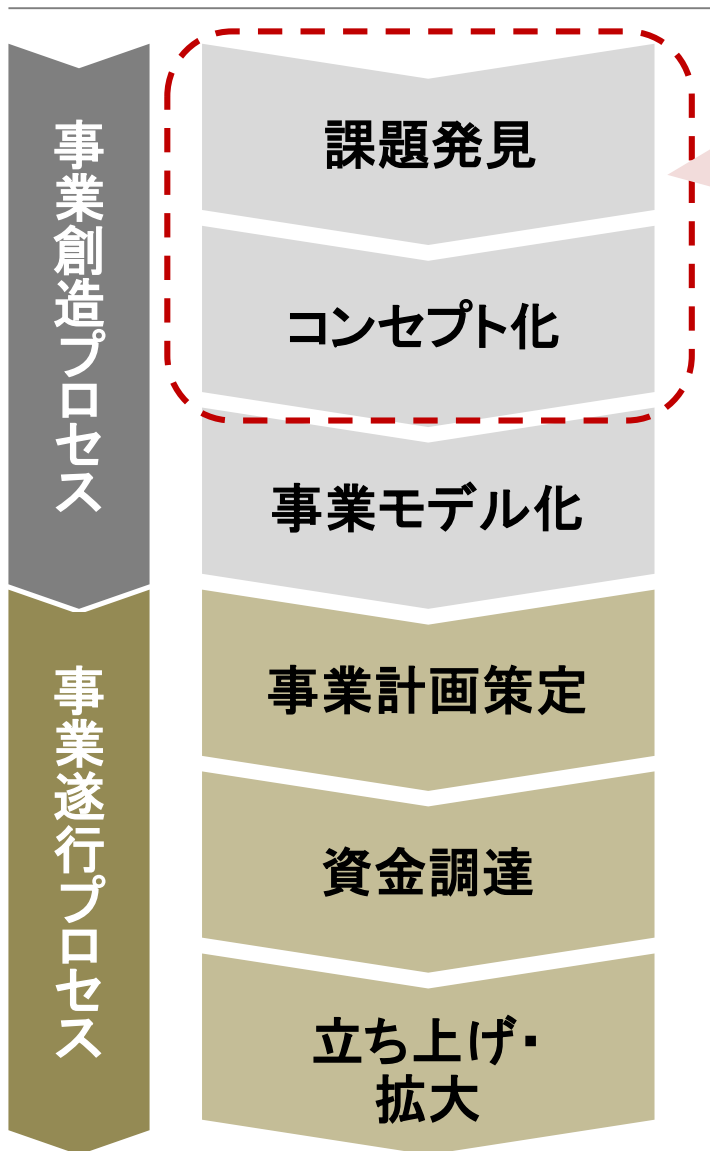 事業創造プロセス
課題発見
コンセプト化
事業モデル化
事業遂行プロセス
事業計画策定
資金調達
立ち上げ・
拡大